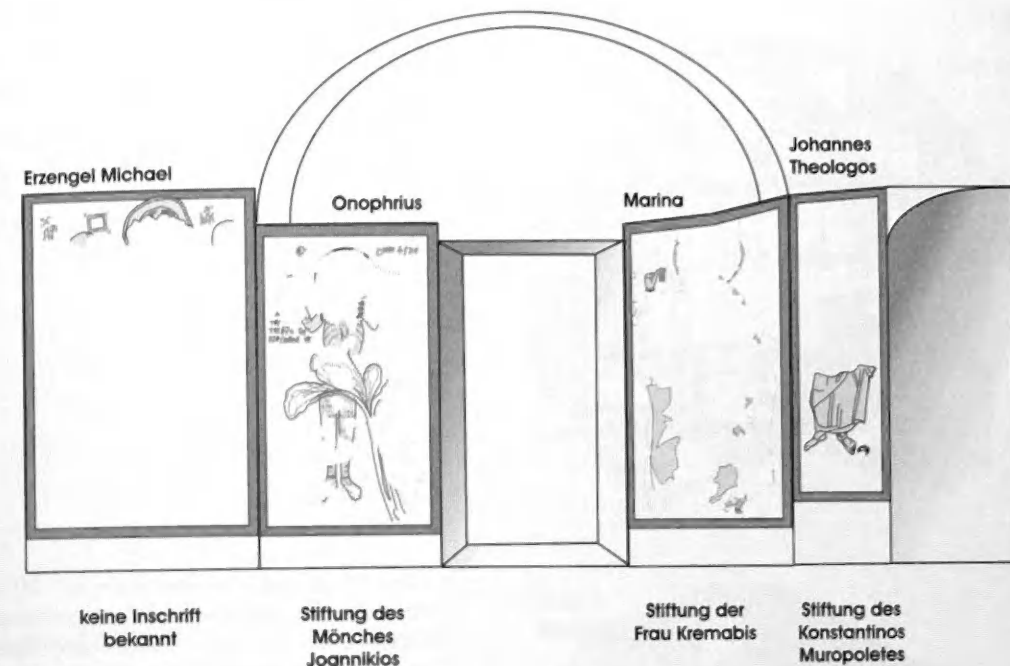 Erzengel Michael
Onophrius
Marina
Johannes
Theologos
keine Inschrift
bekannt
Stiftung des
Mönches
Joannikios
Stiftung der
Frau Kremabis
Stiftung des
Konstantinos
Muropoletes